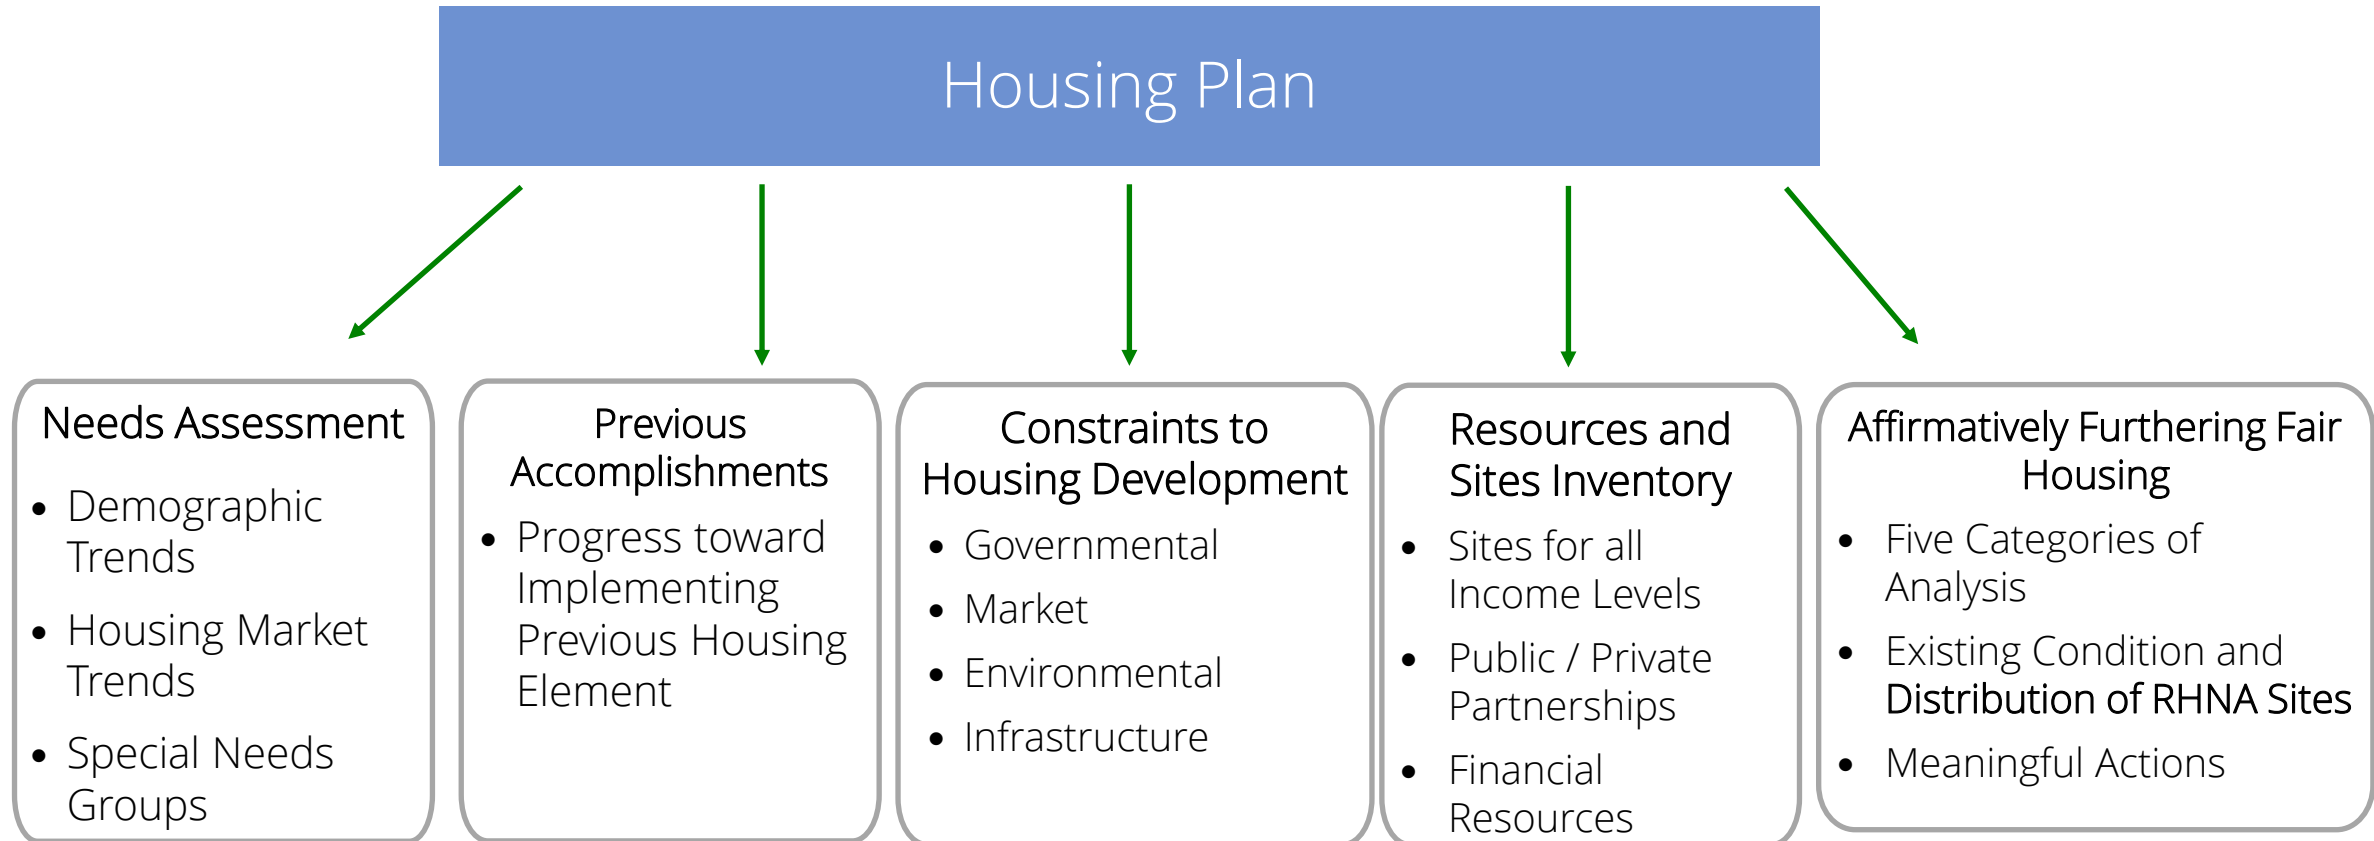 Housing Plan
Needs Assessment
• Demographic
Trends
• Housing Market
Trends
• Special Needs
Groups
Previous
Accomplishments
• Progress toward
Implementing
Previous Housing
Element
Constraints to
Housing Development
• Governmental
• Market
• Environmental
• Infrastructure
Resources and
Sites Inventory
• Sites for all
Income Levels
• Public / Private
Partnerships
• Financial
Resources
Affirmatively Furthering Fair
Housing
• Five Categories of
Analysis
• Existing Condition and
Distribution of RHNA Sites
• Meaningful Actions